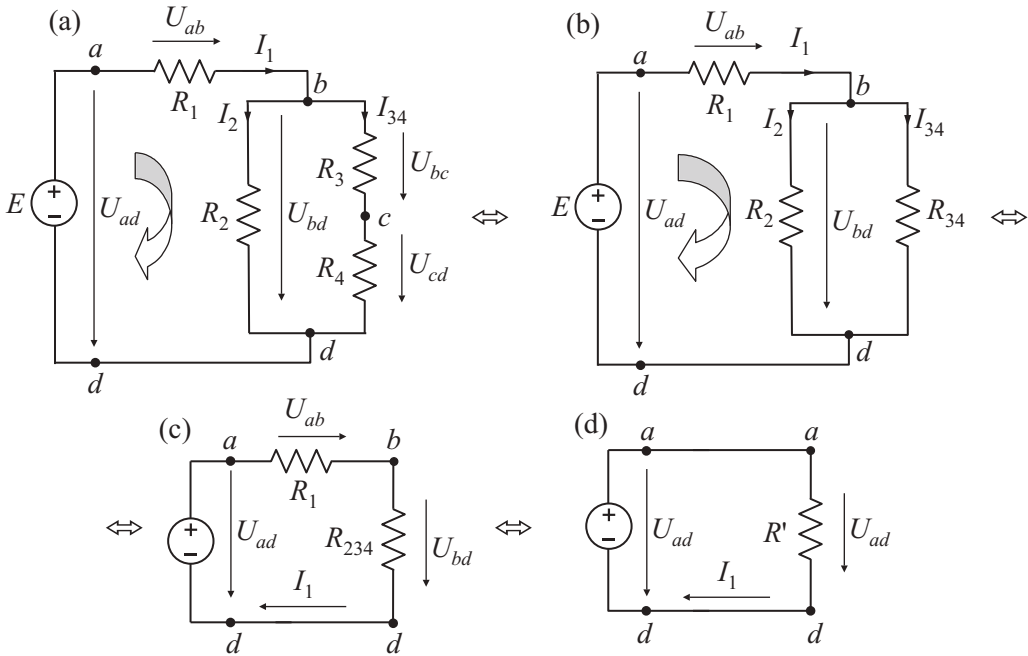 (a)
U_ab
a
I_1
R_1
b
I_2
I_34
R_3
U_bc
E
+
−
U_ad
R_2
U_bd
c
R_4
U_cd
d
d
(b)
U_ab
a
I_1
R_1
b
I_2
I_34
E
+
−
U_ad
R_2
U_bd
R_34
d
d
(c)
U_ab
a
b
R_1
+
−
U_ad
R_234
U_bd
I_1
d
d
(d)
a
a
+
−
U_ad
R'
U_ad
I_1
d
d